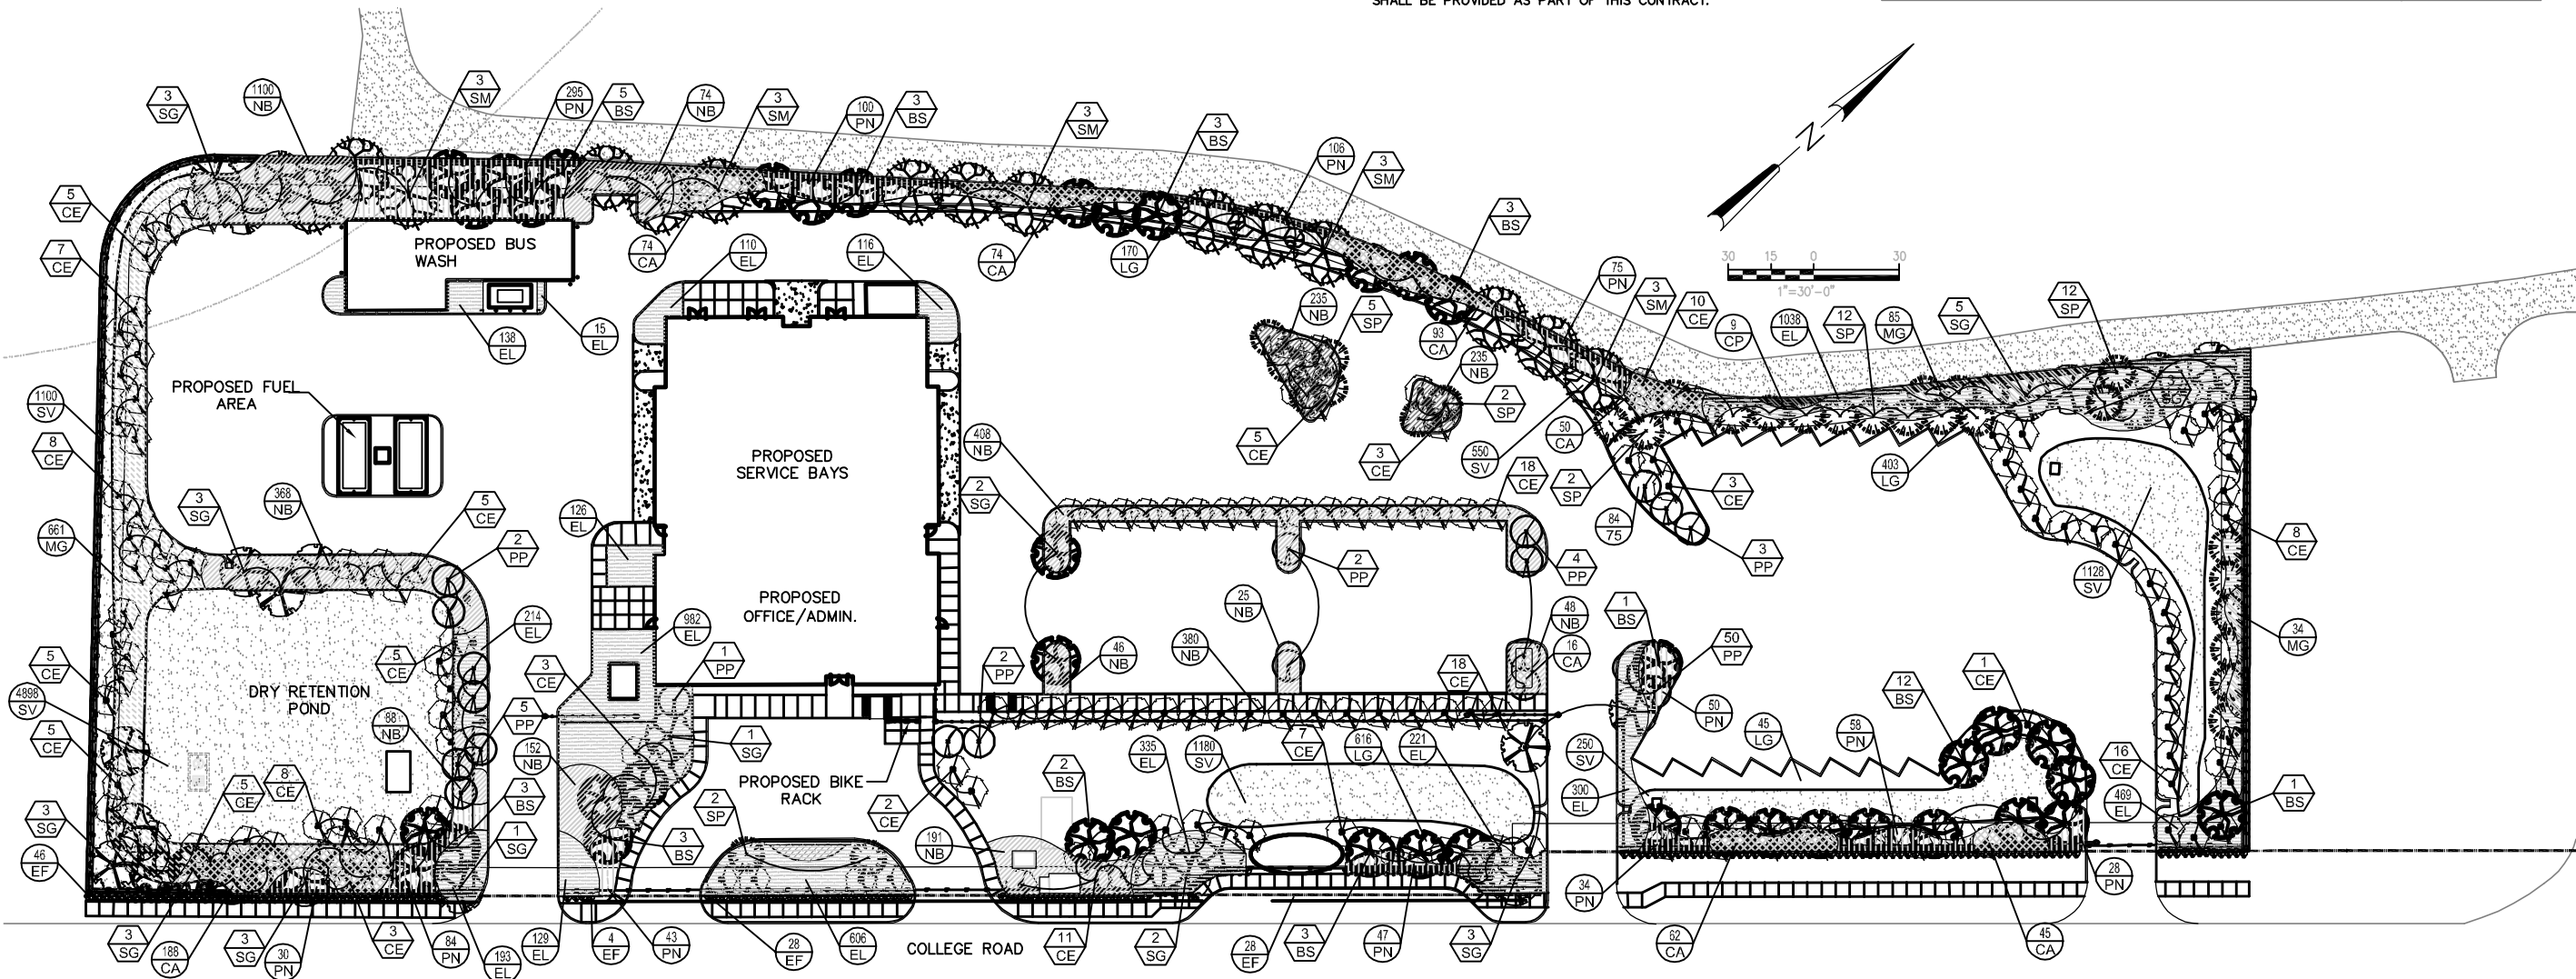 SHALL BE PROVIDED AS PART OF THIS CONTRACT.
3
SG
1100
NB
3
SM
295
PN
5
BS
74
NB
3
SM
100
PN
3
BS
3
SM
3
BS
106
PN
3
SM
3
BS
N
30 15 0 30
1"=30'-0"
5
CE
7
CE
PROPOSED BUS
WASH
74
CA
110
EL
116
EL
74
CA
170
LG
75
PN
3
SM
10
CE
9
CP
1038
EL
12
SP
85
MG
5
SG
12
SP
SG
138
EL
15
EL
235
NB
5
SP
93
CA
235
NB
2
SP
PROPOSED FUEL
AREA
1100
SV
8
CE
661
MG
3
SG
368
NB
5
CE
2
PP
126
EL
PROPOSED
SERVICE BAYS
408
NB
2
SG
5
CE
3
CE
550
SV
50
CA
18
CE
2
SP
403
LG
3
CE
84
75
3
PP
8
CE
1128
SV
34
MG
PROPOSED
OFFICE/ADMIN.
2
PP
4
PP
25
NB
48
NB
16
CA
1
BS
50
PP
214
EL
982
EL
1
PP
3
CE
2
PP
46
NB
380
NB
18
CE
50
PN
5
CE
5
CE
4898
SV
5
CE
DRY RETENTION
POND
88
NB
5
PP
152
NB
1
SG
PROPOSED BIKE
RACK
2
SP
2
CE
2
BS
335
EL
1180
SV
7
CE
616
LG
221
EL
250
SV
300
EL
45
LG
58
PN
12
BS
1
CE
16
CE
469
EL
1
BS
3
SG
46
EF
5
CE
8
CE
3
BS
1
SG
3
BS
191
NB
34
PN
28
PN
3
SG
188
CA
3
SG
30
PN
3
CE
84
PN
193
EL
129
EL
4
EF
43
PN
28
EF
606
EL
COLLEGE ROAD
11
CE
2
SG
28
EF
3
BS
47
PN
3
SG
62
CA
45
CA